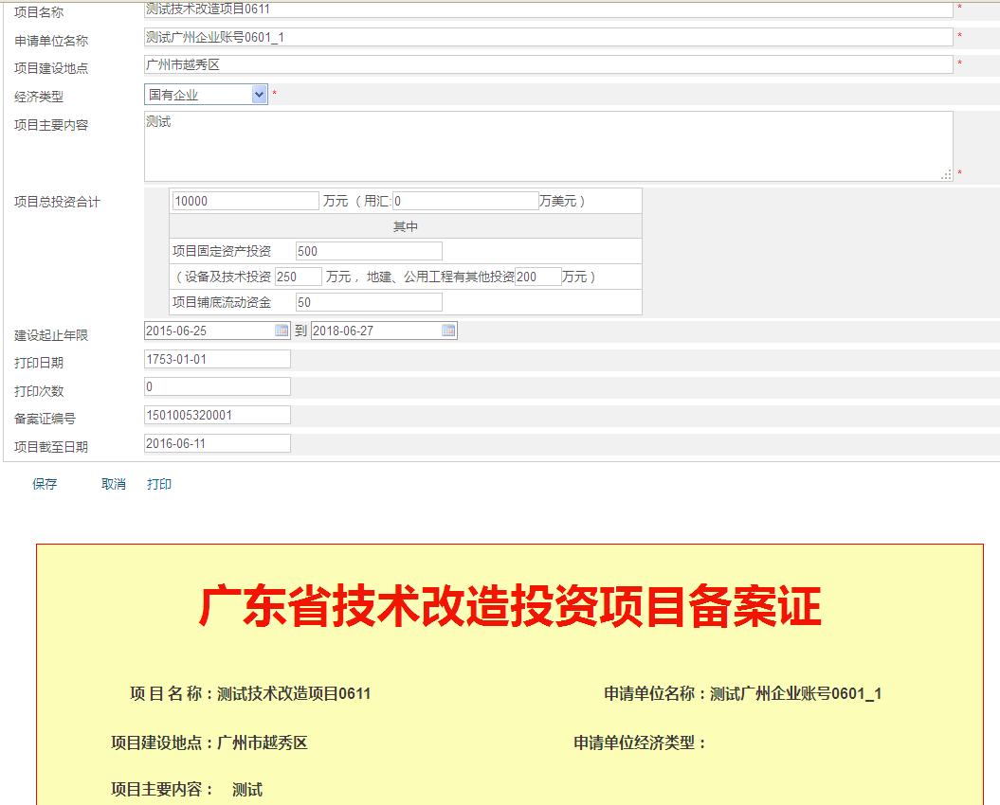 项目名称 测试技术改造项目0611 *
申请单位名称 测试广州企业账号0601_1 *
项目建设地点 广州市越秀区 *
经济类型 国有企业 *
项目主要内容 测试 *
项目总投资合计 10000 万元（用汇:0 万美元）
其中
项目固定资产投资 500
（设备及技术投资 250 万元，地建、公用工程有其他投资 200 万元）
项目铺底流动资金 50
建设起止年限 2015-06-25 到 2018-06-27
打印日期 1753-01-01
打印次数 0
备案证编号 1501005320001
项目截至日期 2016-06-11
保存 取消 打印
广东省技术改造投资项目备案证
项 目 名 称：测试技术改造项目0611 申请单位名称：测试广州企业账号0601_1
项目建设地点：广州市越秀区 申请单位经济类型：
项目主要内容： 测试